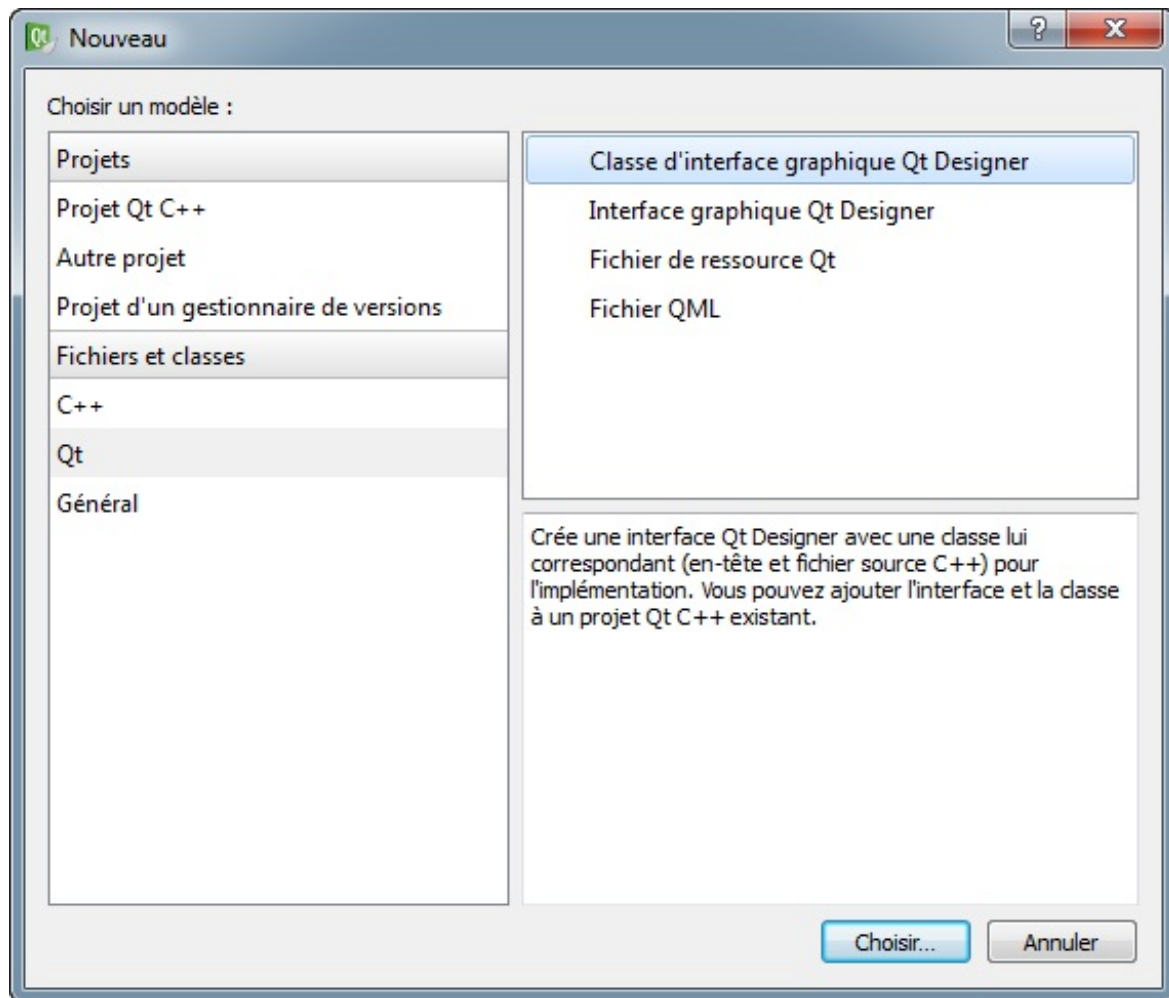 Nouveau
Choisir un modèle :
Projets
Projet Qt C++
Autre projet
Projet d'un gestionnaire de versions
Fichiers et classes
C++
Qt
Général
Classe d'interface graphique Qt Designer
Interface graphique Qt Designer
Fichier de ressource Qt
Fichier QML
Crée une interface Qt Designer avec une classe lui
correspondant (en-tête et fichier source C++) pour
l'implémentation. Vous pouvez ajouter l'interface et la classe
à un projet Qt C++ existant.
Choisir...
Annuler